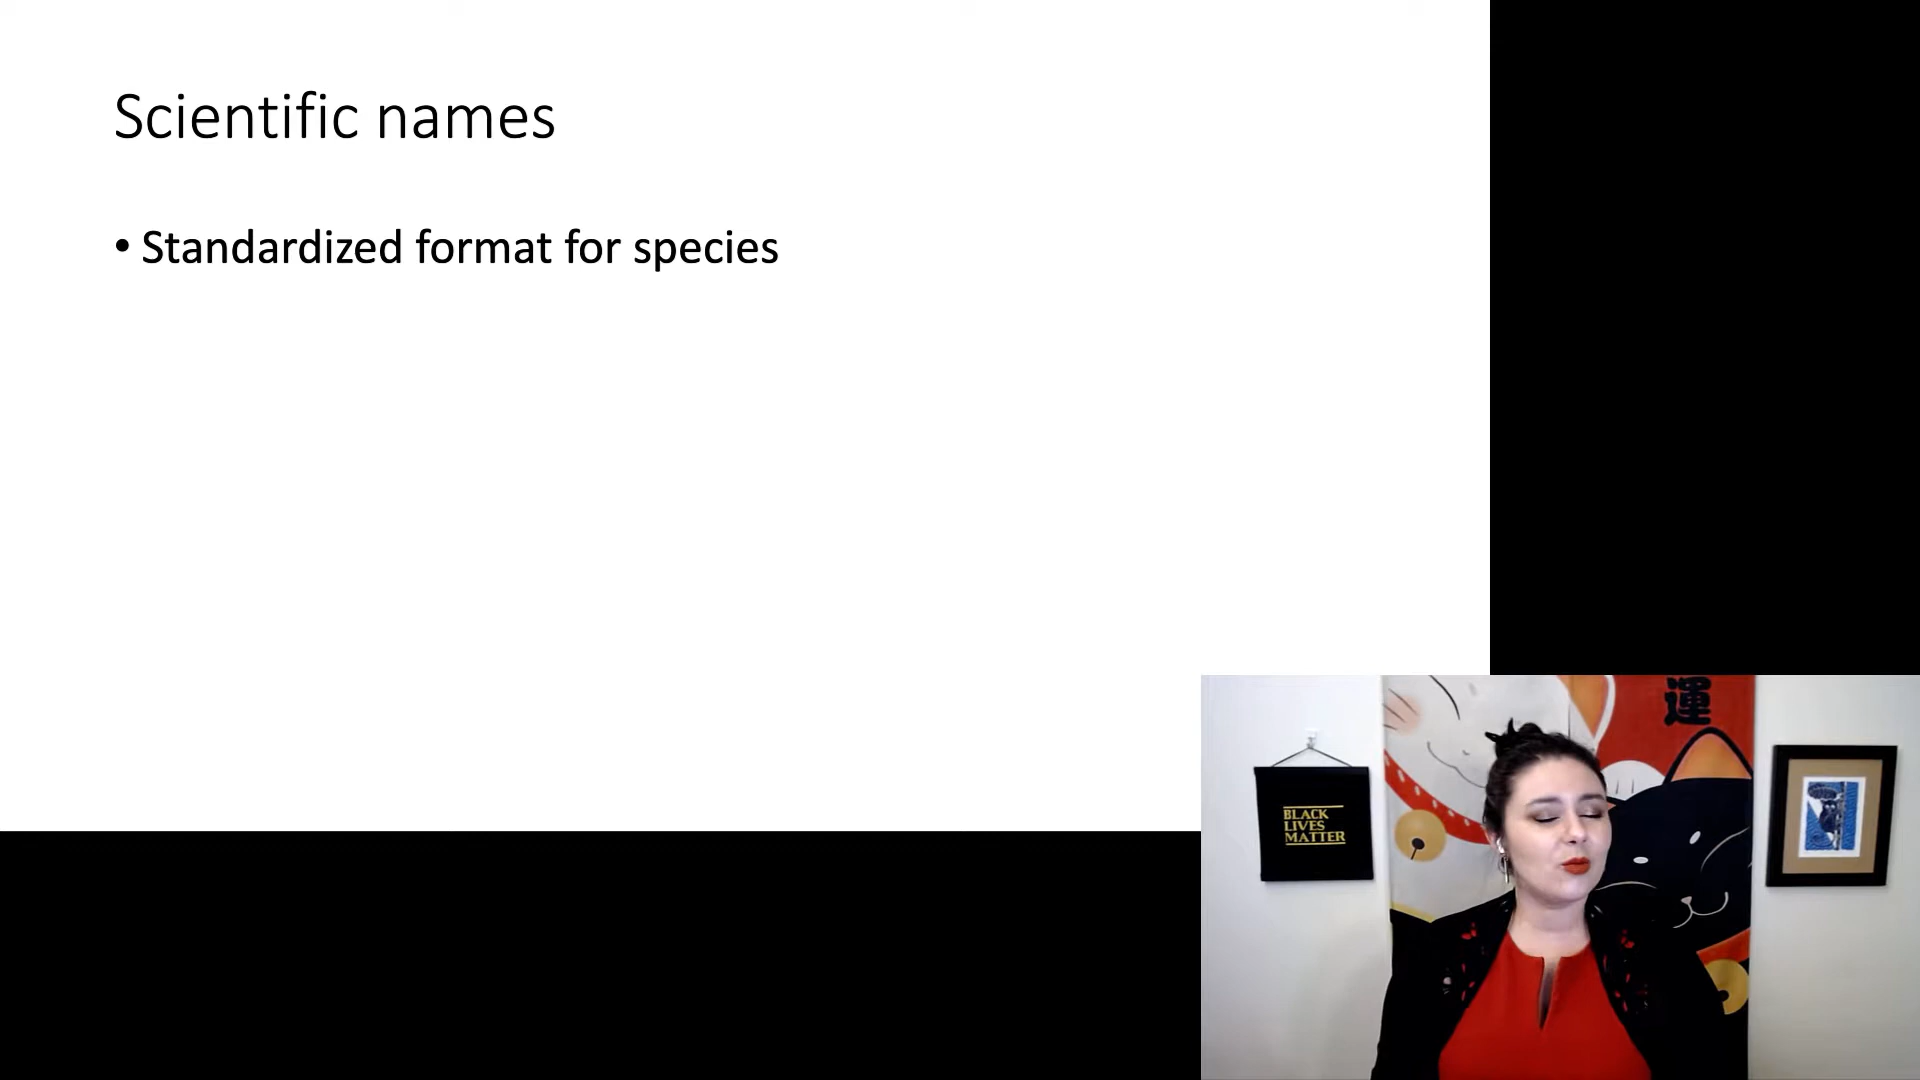 Scientific names
• Standardized format for species
運
BLACK
LIVES
MATTER